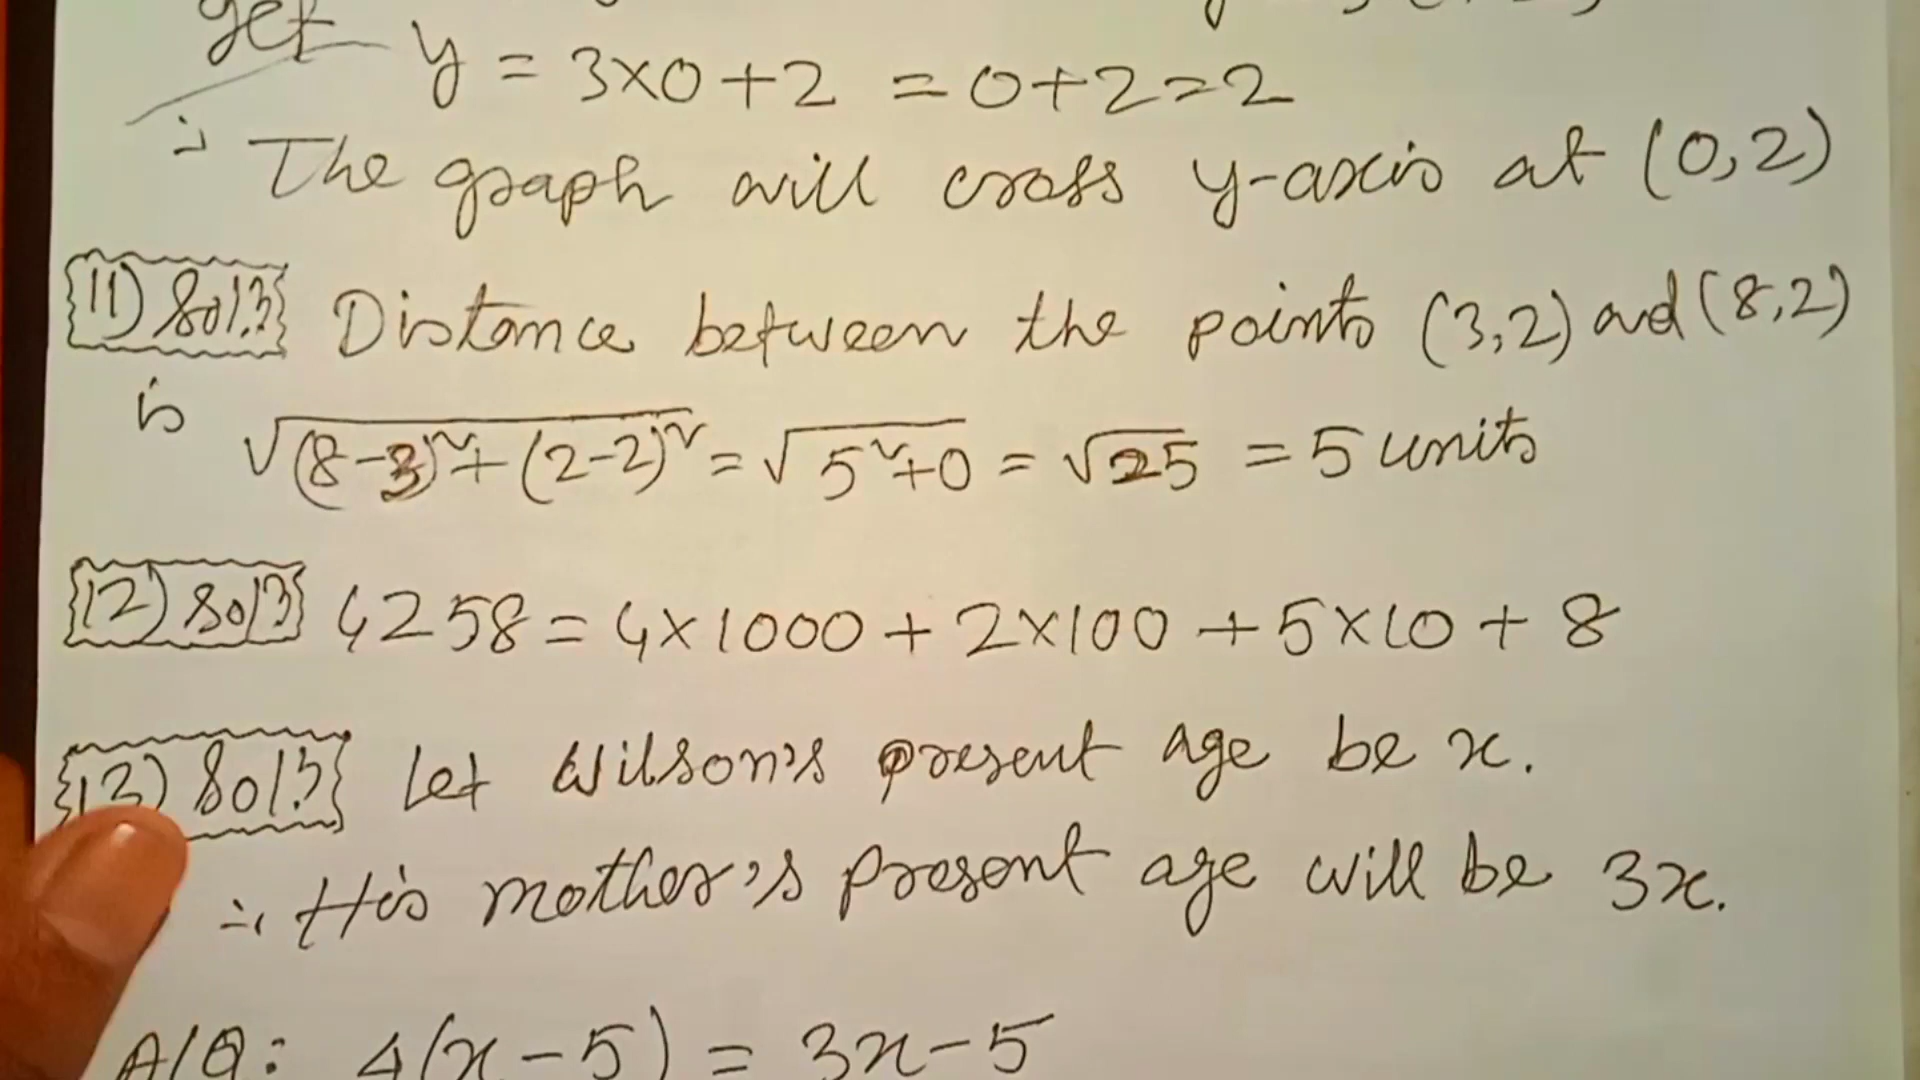 get y = 3×0+2 = 0+2=2
∴ The graph will cross y-axis at (0,2)
11) Sol: Distance between the points (3,2) and (8,2)
is √(8-3)²+(2-2)² = √5²+0 = √25 = 5 units
12) Sol: 4258 = 4×1000 + 2×100 + 5×10 + 8
13) Sol: Let Wilson's present age be x.
∴ His mother's present age will be 3x.
A/Q: 4(x-5) = 3x-5